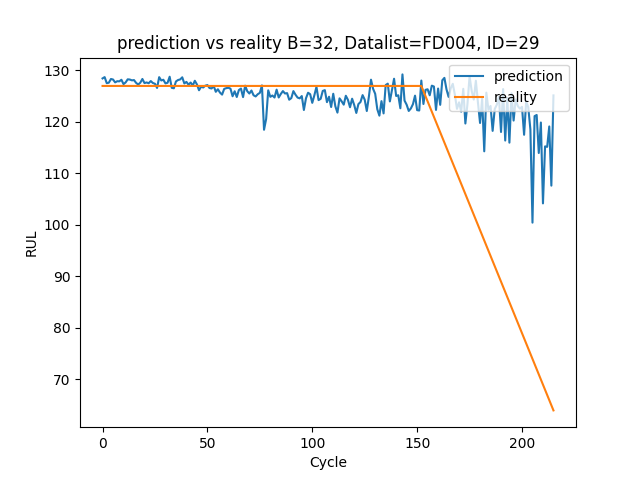 prediction vs reality B=32, Datalist=FD004, ID=29
prediction
reality
130
120
110
100
90
80
70
RUL
0
50
100
150
200
Cycle